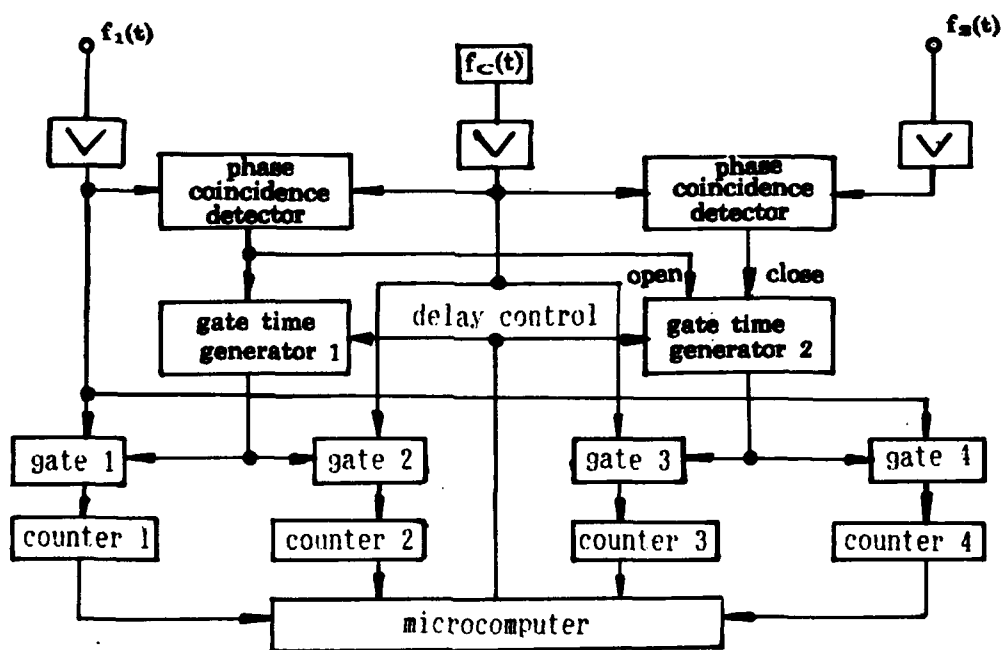 f₁(t)
f₂(t)
f_C(t)
phase
coincidence
detector
phase
coincidence
detector
open
close
delay control
gate time
generator 1
gate time
generator 2
gate 1
gate 2
gate 3
gate 4
counter 1
counter 2
counter 3
counter 4
microcomputer